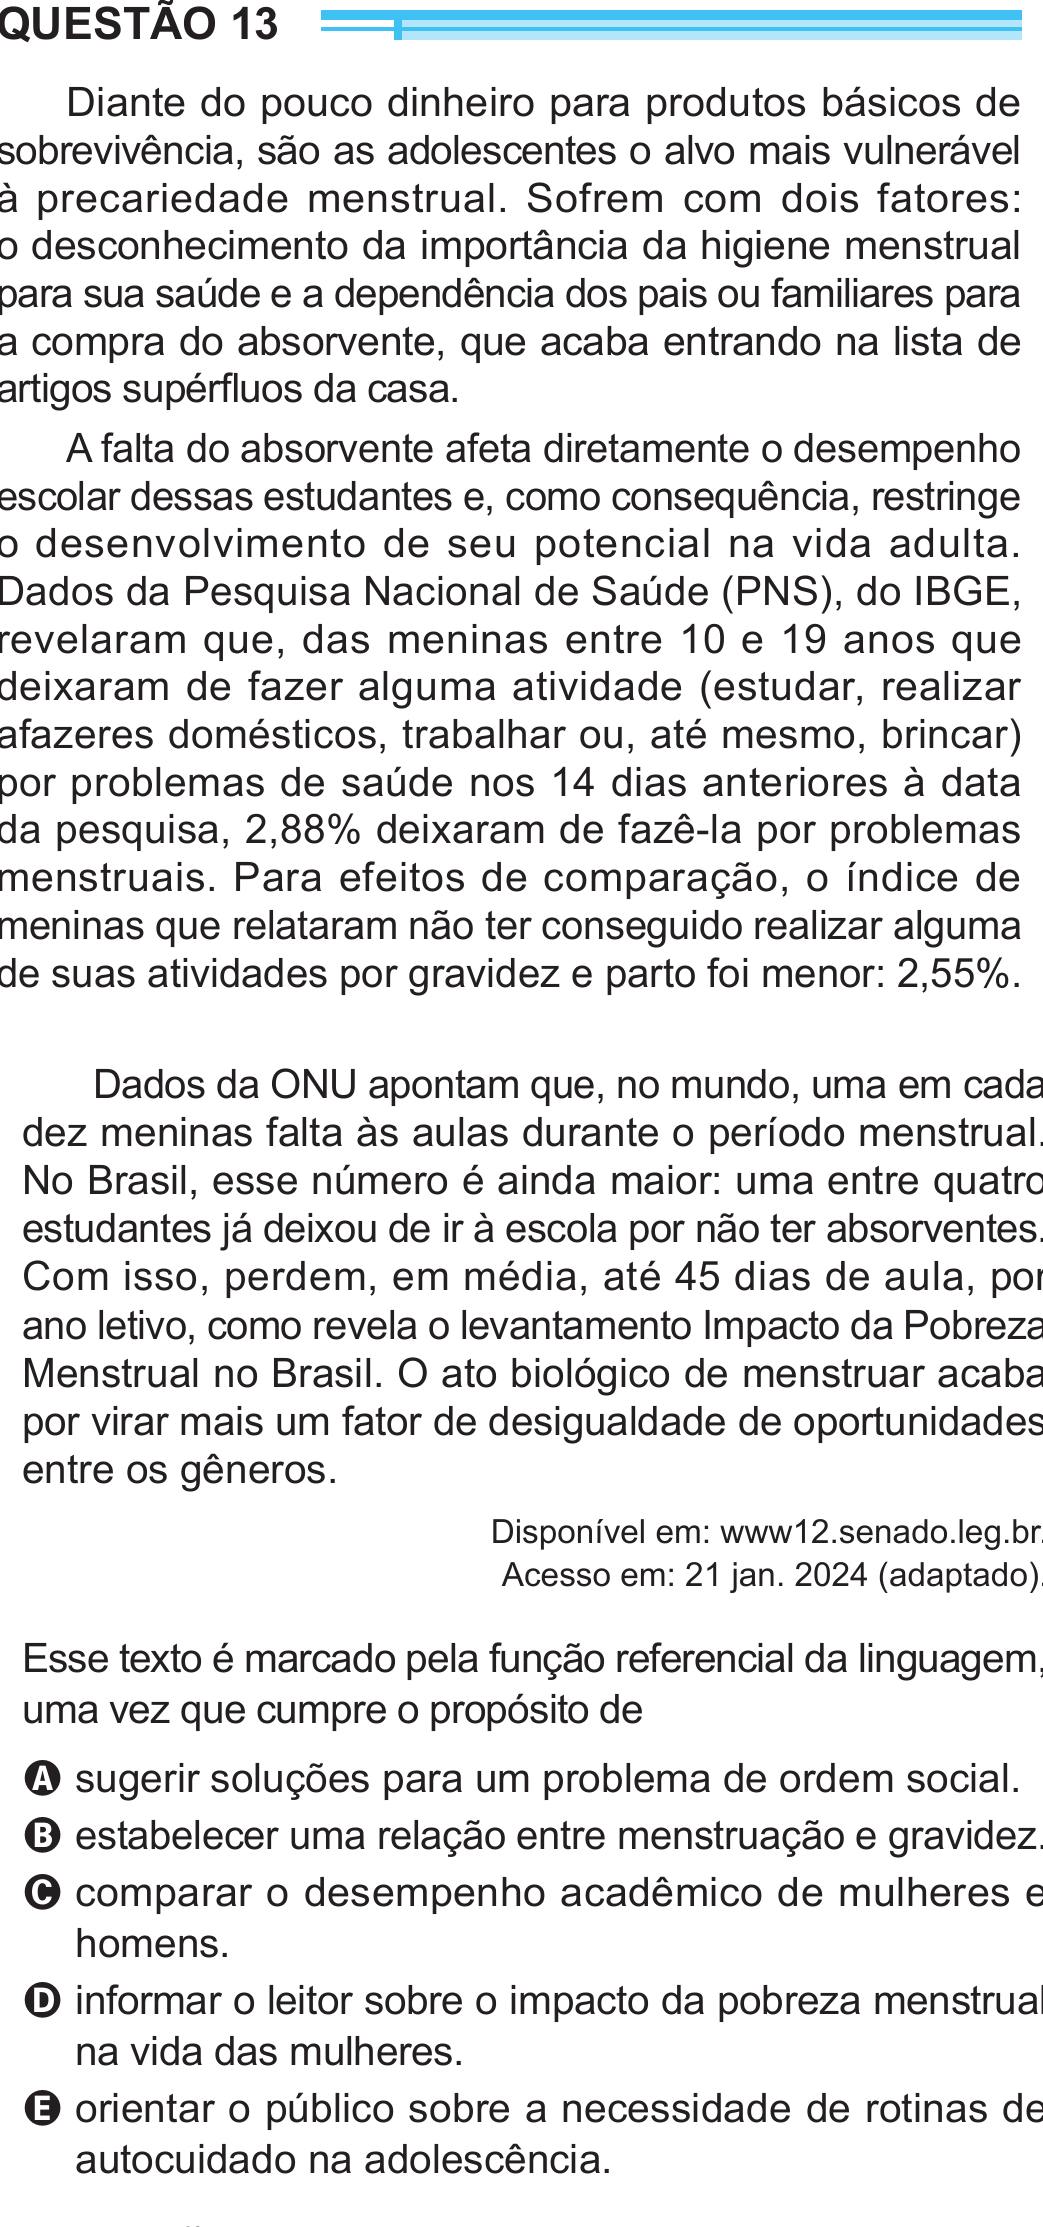 QUESTÃO 13
Diante do pouco dinheiro para produtos básicos de
sobrevivência, são as adolescentes o alvo mais vulnerável
à precariedade menstrual. Sofrem com dois fatores:
o desconhecimento da importância da higiene menstrual
para sua saúde e a dependência dos pais ou familiares para
a compra do absorvente, que acaba entrando na lista de
artigos supérfluos da casa.
A falta do absorvente afeta diretamente o desempenho
escolar dessas estudantes e, como consequência, restringe
o desenvolvimento de seu potencial na vida adulta.
Dados da Pesquisa Nacional de Saúde (PNS), do IBGE,
revelaram que, das meninas entre 10 e 19 anos que
deixaram de fazer alguma atividade (estudar, realizar
afazeres domésticos, trabalhar ou, até mesmo, brincar)
por problemas de saúde nos 14 dias anteriores à data
da pesquisa, 2,88% deixaram de fazê-la por problemas
menstruais. Para efeitos de comparação, o índice de
meninas que relataram não ter conseguido realizar alguma
de suas atividades por gravidez e parto foi menor: 2,55%.
Dados da ONU apontam que, no mundo, uma em cada
dez meninas falta às aulas durante o período menstrual.
No Brasil, esse número é ainda maior: uma entre quatro
estudantes já deixou de ir à escola por não ter absorventes.
Com isso, perdem, em média, até 45 dias de aula, por
ano letivo, como revela o levantamento Impacto da Pobreza
Menstrual no Brasil. O ato biológico de menstruar acaba
por virar mais um fator de desigualdade de oportunidades
entre os gêneros.
Disponível em: www12.senado.leg.br.
Acesso em: 21 jan. 2024 (adaptado).
Esse texto é marcado pela função referencial da linguagem,
uma vez que cumpre o propósito de
A sugerir soluções para um problema de ordem social.
B estabelecer uma relação entre menstruação e gravidez.
C comparar o desempenho acadêmico de mulheres e
homens.
D informar o leitor sobre o impacto da pobreza menstrual
na vida das mulheres.
E orientar o público sobre a necessidade de rotinas de
autocuidado na adolescência.